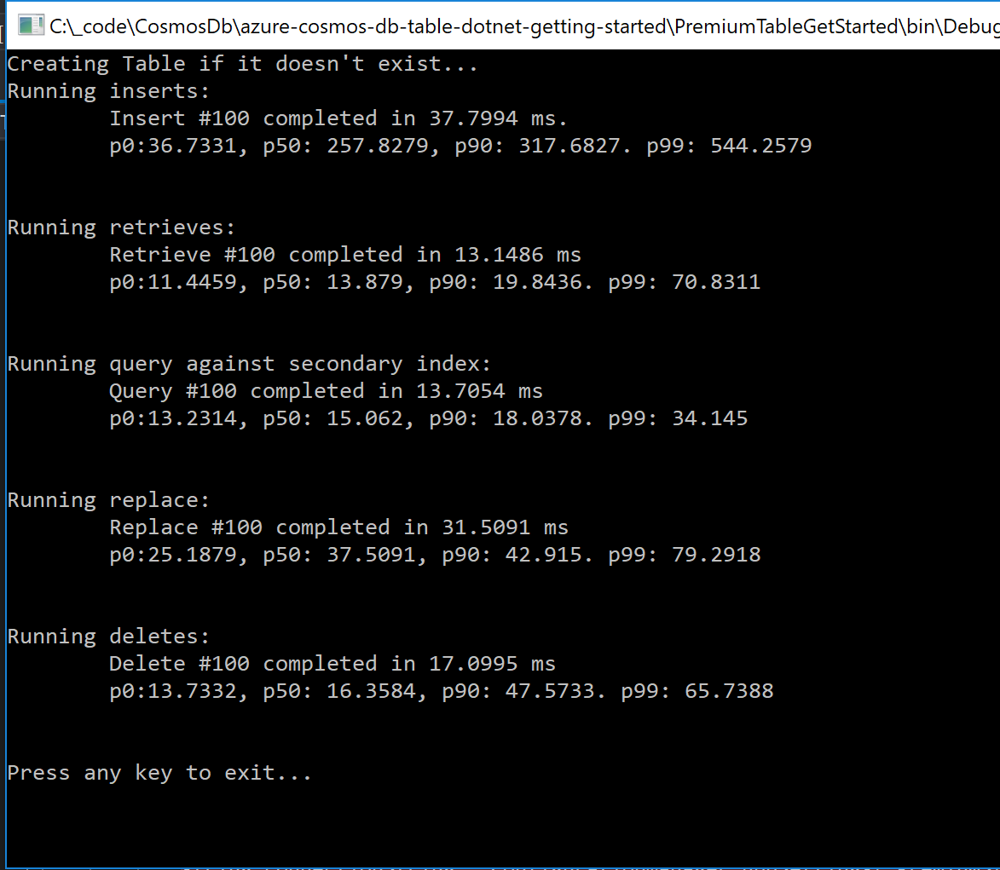 C:\_code\CosmosDb\azure-cosmos-db-table-dotnet-getting-started\PremiumTableGetStarted\bin\Debug
Creating Table if it doesn't exist...
Running inserts:
Insert #100 completed in 37.7994 ms.
p0:36.7331, p50: 257.8279, p90: 317.6827. p99: 544.2579
Running retrieves:
Retrieve #100 completed in 13.1486 ms
p0:11.4459, p50: 13.879, p90: 19.8436. p99: 70.8311
Running query against secondary index:
Query #100 completed in 13.7054 ms
p0:13.2314, p50: 15.062, p90: 18.0378. p99: 34.145
Running replace:
Replace #100 completed in 31.5091 ms
p0:25.1879, p50: 37.5091, p90: 42.915. p99: 79.2918
Running deletes:
Delete #100 completed in 17.0995 ms
p0:13.7332, p50: 16.3584, p90: 47.5733. p99: 65.7388
Press any key to exit...